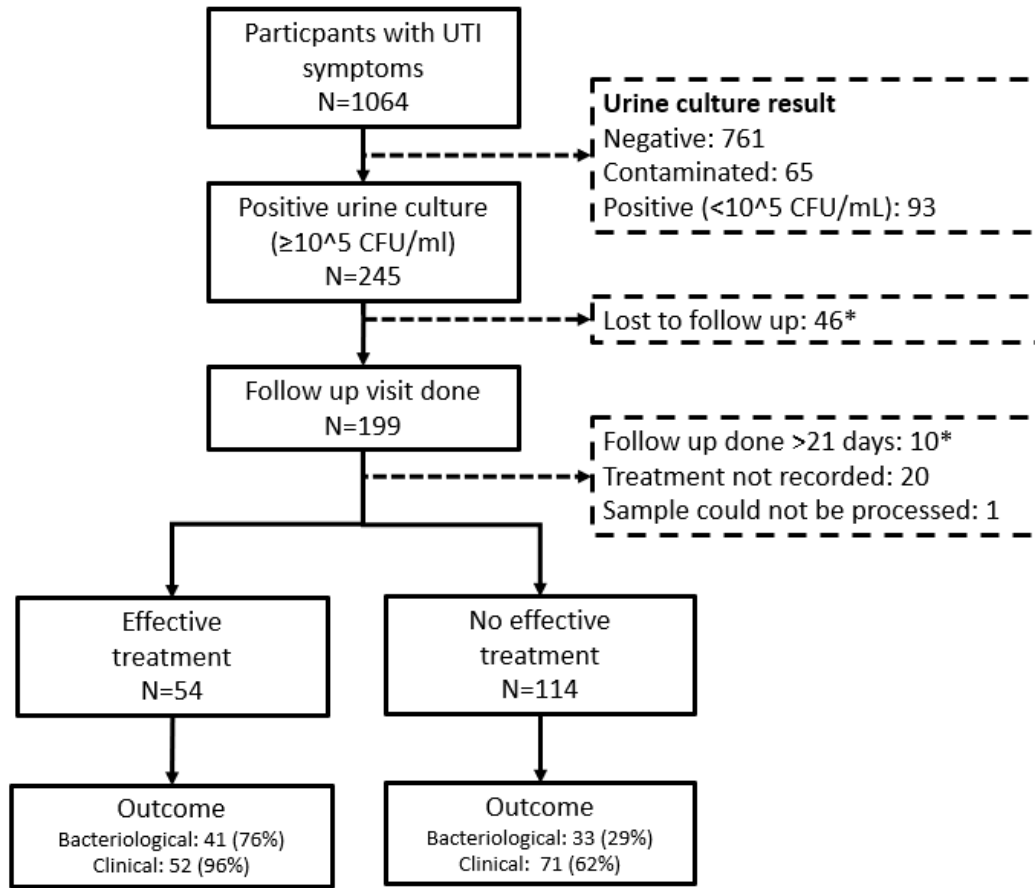 Particpants with UTI
symptoms
N=1064
Urine culture result
Negative: 761
Contaminated: 65
Positive (<10^5 CFU/mL): 93
Positive urine culture
(≥10^5 CFU/ml)
N=245
Lost to follow up: 46*
Follow up visit done
N=199
Follow up done >21 days: 10*
Treatment not recorded: 20
Sample could not be processed: 1
Effective
treatment
N=54
No effective
treatment
N=114
Outcome
Bacteriological: 41 (76%)
Clinical: 52 (96%)
Outcome
Bacteriological: 33 (29%)
Clinical: 71 (62%)